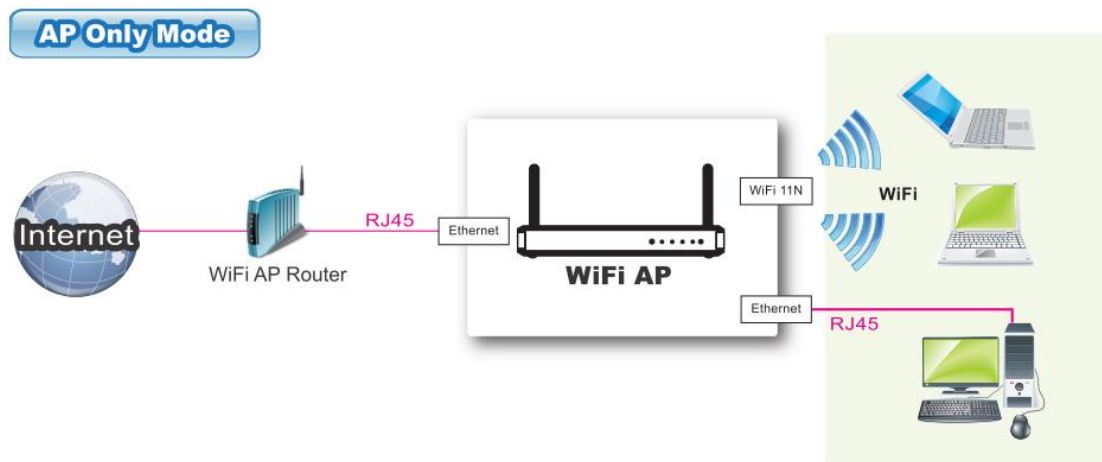 AP Only Mode
Internet
WiFi AP Router
RJ45
Ethernet
WiFi AP
WiFi 11N
WiFi
Ethernet
RJ45